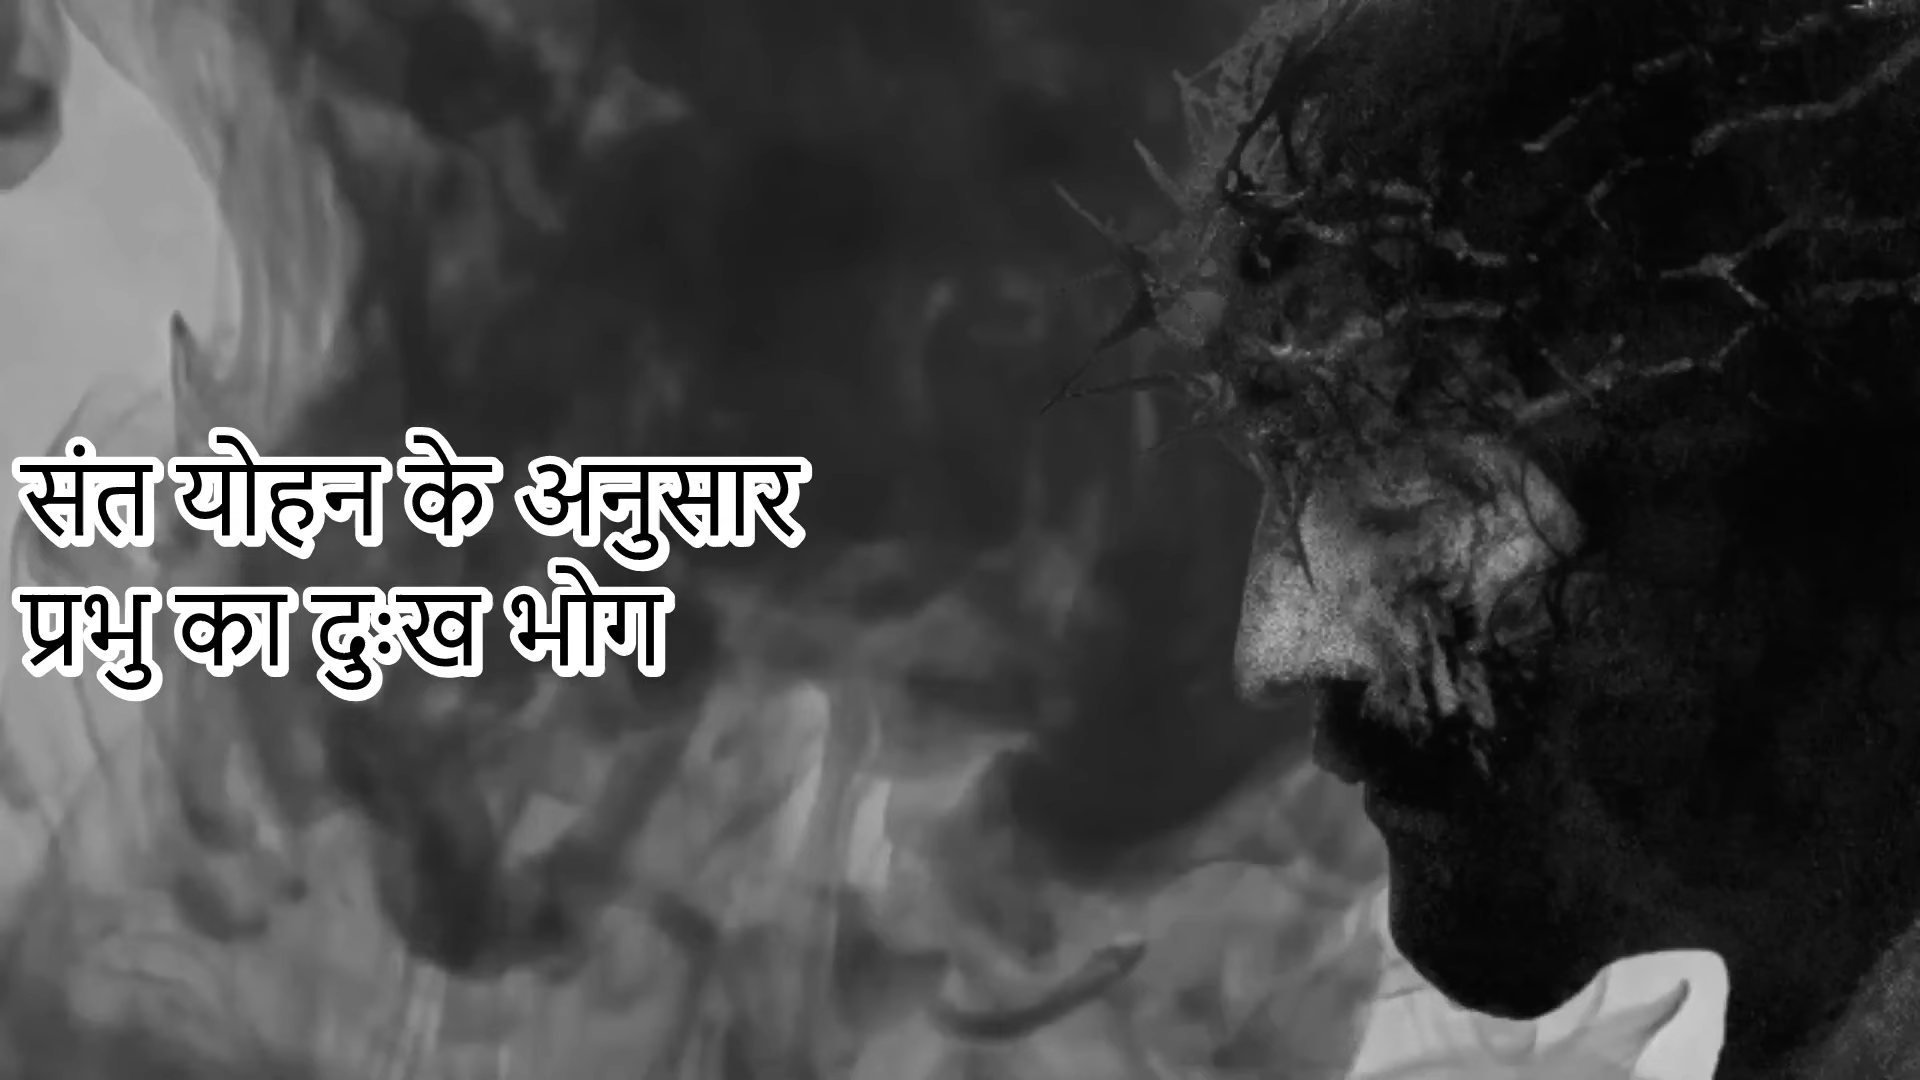 संत योहन के अनुसार
प्रभु का दुःख भोग